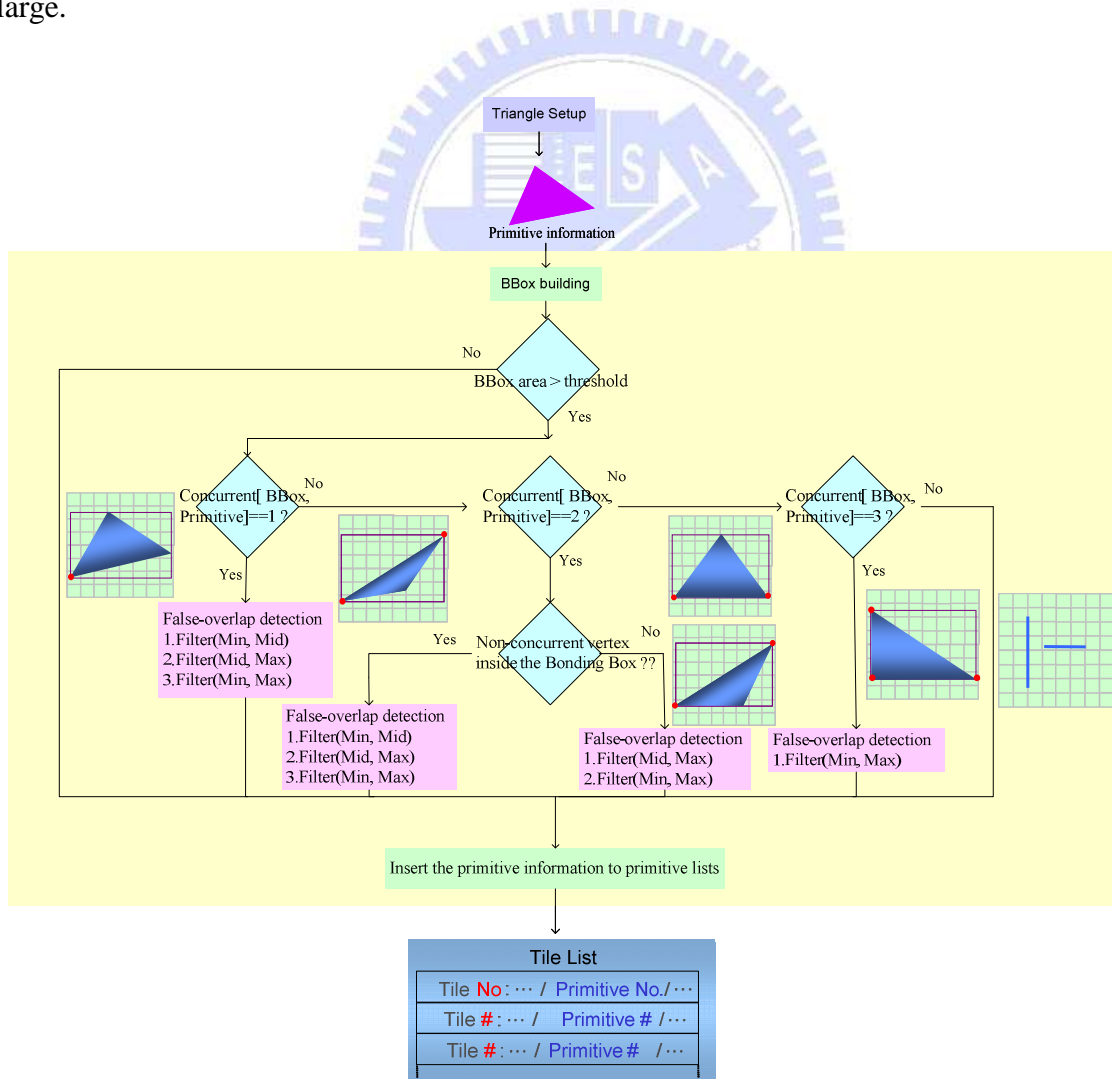 large.
ESA
Triangle Setup
Primitive information
BBox building
No
BBox area > threshold
Yes
Concurrent[ BBox,
Primitive]==1 ?
No
Yes
Concurrent[ BBox,
Primitive]==2 ?
No
Yes
Concurrent[ BBox,
Primitive]==3 ?
No
Yes
False-overlap detection
1.Filter(Min, Mid)
2.Filter(Mid, Max)
3.Filter(Min, Max)
Yes
Non-concurrent vertex
inside the Bonding Box ??
No
False-overlap detection
1.Filter(Min, Mid)
2.Filter(Mid, Max)
3.Filter(Min, Max)
False-overlap detection
1.Filter(Mid, Max)
2.Filter(Min, Max)
False-overlap detection
1.Filter(Min, Max)
Insert the primitive information to primitive lists
Tile List
Tile No : ··· / Primitive No./ ···
Tile # : ··· / Primitive # / ···
Tile # : ··· / Primitive # / ···